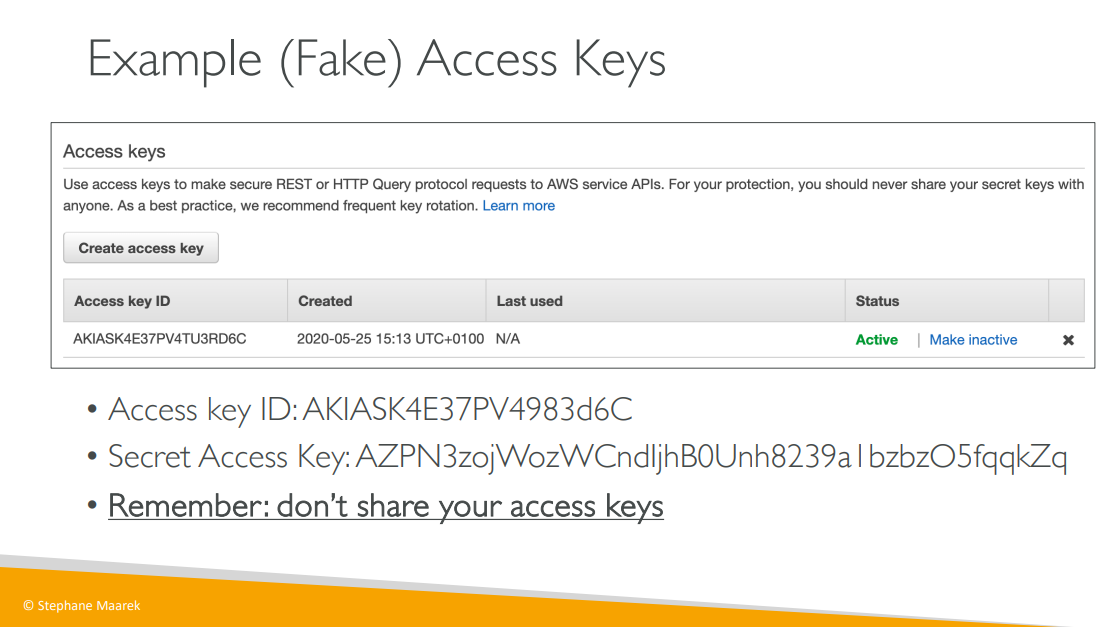 Example (Fake) Access Keys
Access keys
Use access keys to make secure REST or HTTP Query protocol requests to AWS service APIs. For your protection, you should never share your secret keys with
anyone. As a best practice, we recommend frequent key rotation. Learn more
Create access key
Access key ID Created Last used Status
AKIASK4E37PV4TU3RD6C 2020-05-25 15:13 UTC+0100 N/A Active | Make inactive ✖
• Access key ID: AKIASK4E37PV4983d6C
• Secret Access Key: AZPN3zojWozWCndIjhB0Unh8239a1bzbzO5fqqkZq
• Remember: don’t share your access keys
© Stephane Maarek